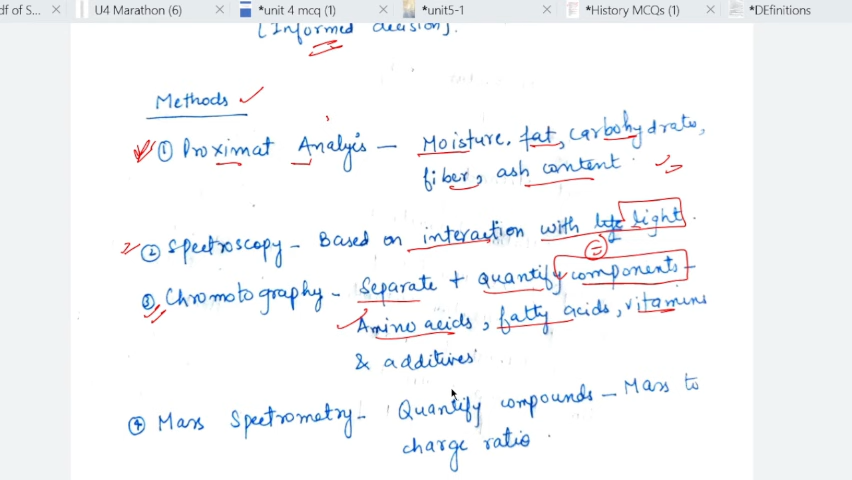 df of S...
U4 Marathon (6)
*unit 4 mcq (1)
*unit5-1
*History MCQs (1)
*DEfinitions
(Informed decision).
Methods
① Proximat Analyis – Moisture, fat, carbohydrate,
fiber, ash content.
② Spectroscopy – Based on interaction with light.
③ Chromotography – Separate + quantify components –
Amino acids, fatty acids, vitamins
& additives
④ Mass Spectrometry – Quantify compounds – Mass to
charge ratio.